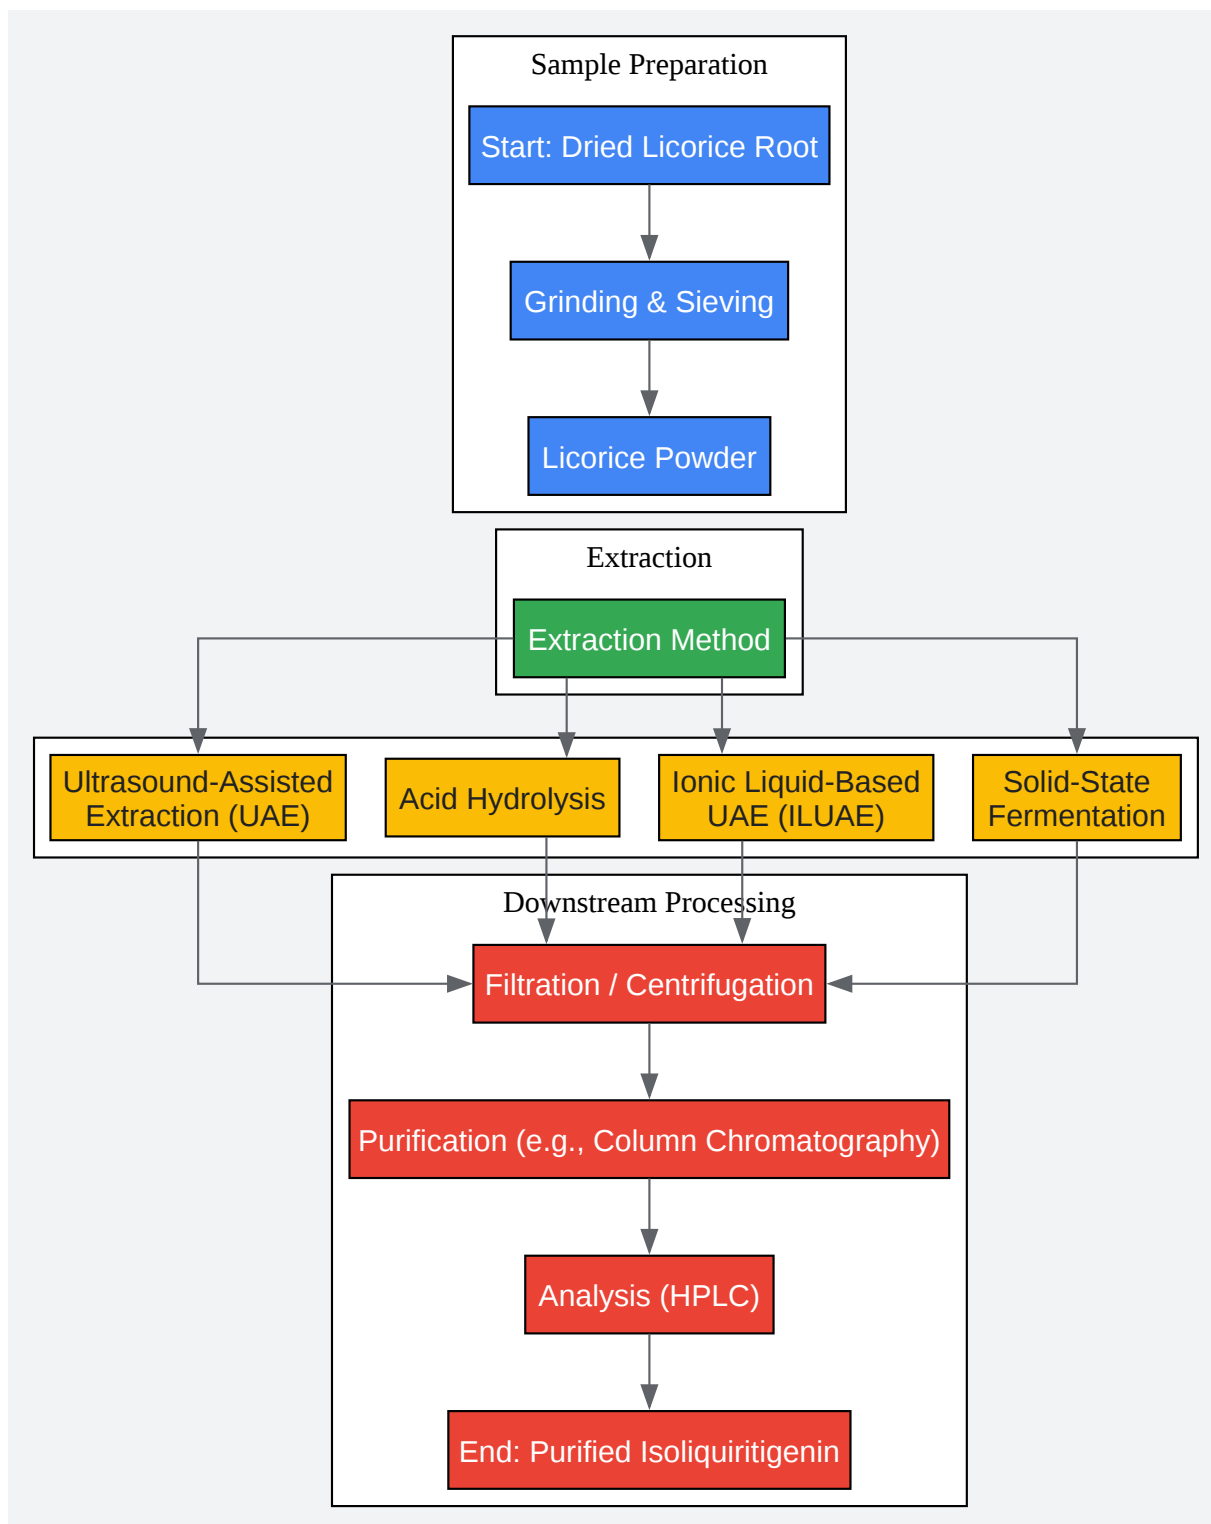 Sample Preparation
Start: Dried Licorice Root
Grinding & Sieving
Licorice Powder
Extraction
Extraction Method
Ultrasound-Assisted
Extraction (UAE)
Acid Hydrolysis
Ionic Liquid-Based
UAE (ILUAE)
Solid-State
Fermentation
Downstream Processing
Filtration / Centrifugation
Purification (e.g., Column Chromatography)
Analysis (HPLC)
End: Purified Isoliquiritigenin